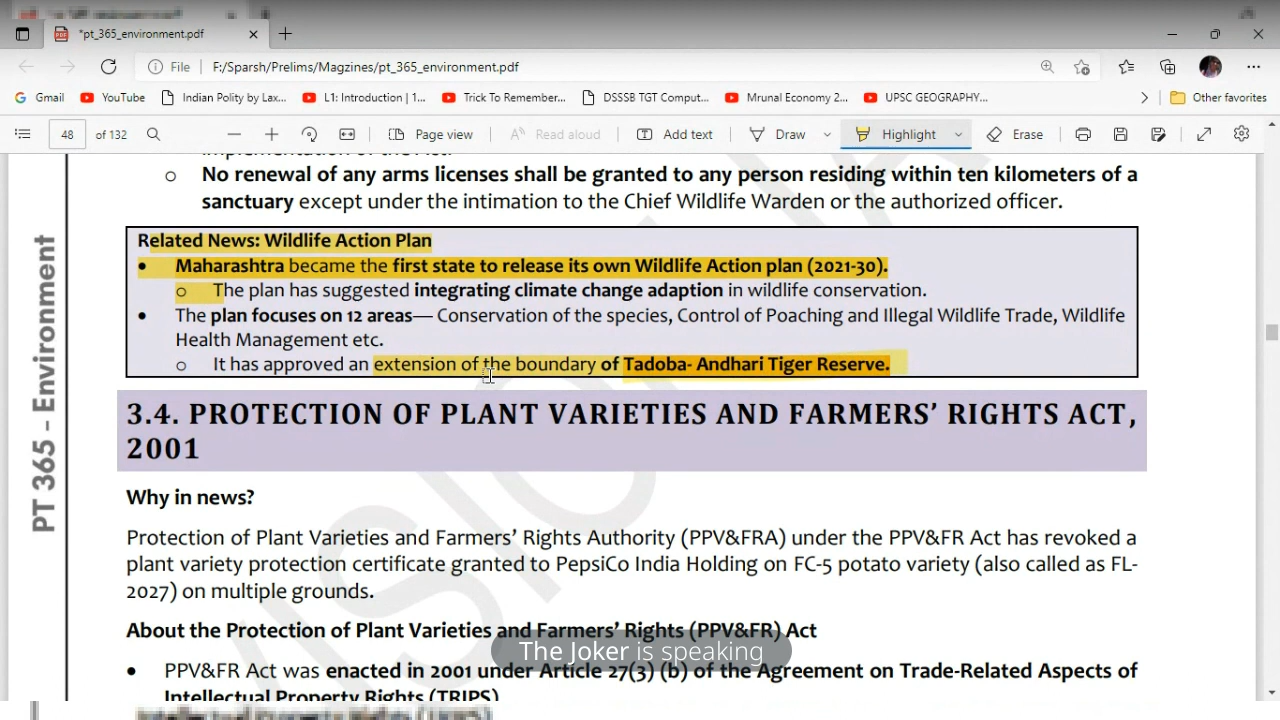 *pt_365_environment.pdf
File F:/Sparsh/Prelims/Magzines/pt_365_environment.pdf
Gmail YouTube Indian Polity by Lax... L1: Introduction | 1... Trick To Remember... DSSSB TGT Comput... Mrunal Economy 2... UPSC GEOGRAPHY... Other favorites
48 of 132 Page view Read aloud Add text Draw Highlight Erase
o No renewal of any arms licenses shall be granted to any person residing within ten kilometers of a
sanctuary except under the intimation to the Chief Wildlife Warden or the authorized officer.
Related News: Wildlife Action Plan
• Maharashtra became the first state to release its own Wildlife Action plan (2021-30).
o The plan has suggested integrating climate change adaption in wildlife conservation.
• The plan focuses on 12 areas— Conservation of the species, Control of Poaching and Illegal Wildlife Trade, Wildlife
Health Management etc.
o It has approved an extension of the boundary of Tadoba- Andhari Tiger Reserve.
3.4. PROTECTION OF PLANT VARIETIES AND FARMERS’ RIGHTS ACT,
2001
Why in news?
Protection of Plant Varieties and Farmers’ Rights Authority (PPV&FRA) under the PPV&FR Act has revoked a
plant variety protection certificate granted to PepsiCo India Holding on FC-5 potato variety (also called as FL-
2027) on multiple grounds.
About the Protection of Plant Varieties and Farmers’ Rights (PPV&FR) Act
• PPV&FR Act was enacted in 2001 under Article 27(3) (b) of the Agreement on Trade-Related Aspects of
Intellectual Property Rights (TRIPS)
PT 365 - Environment
The Joker is speaking